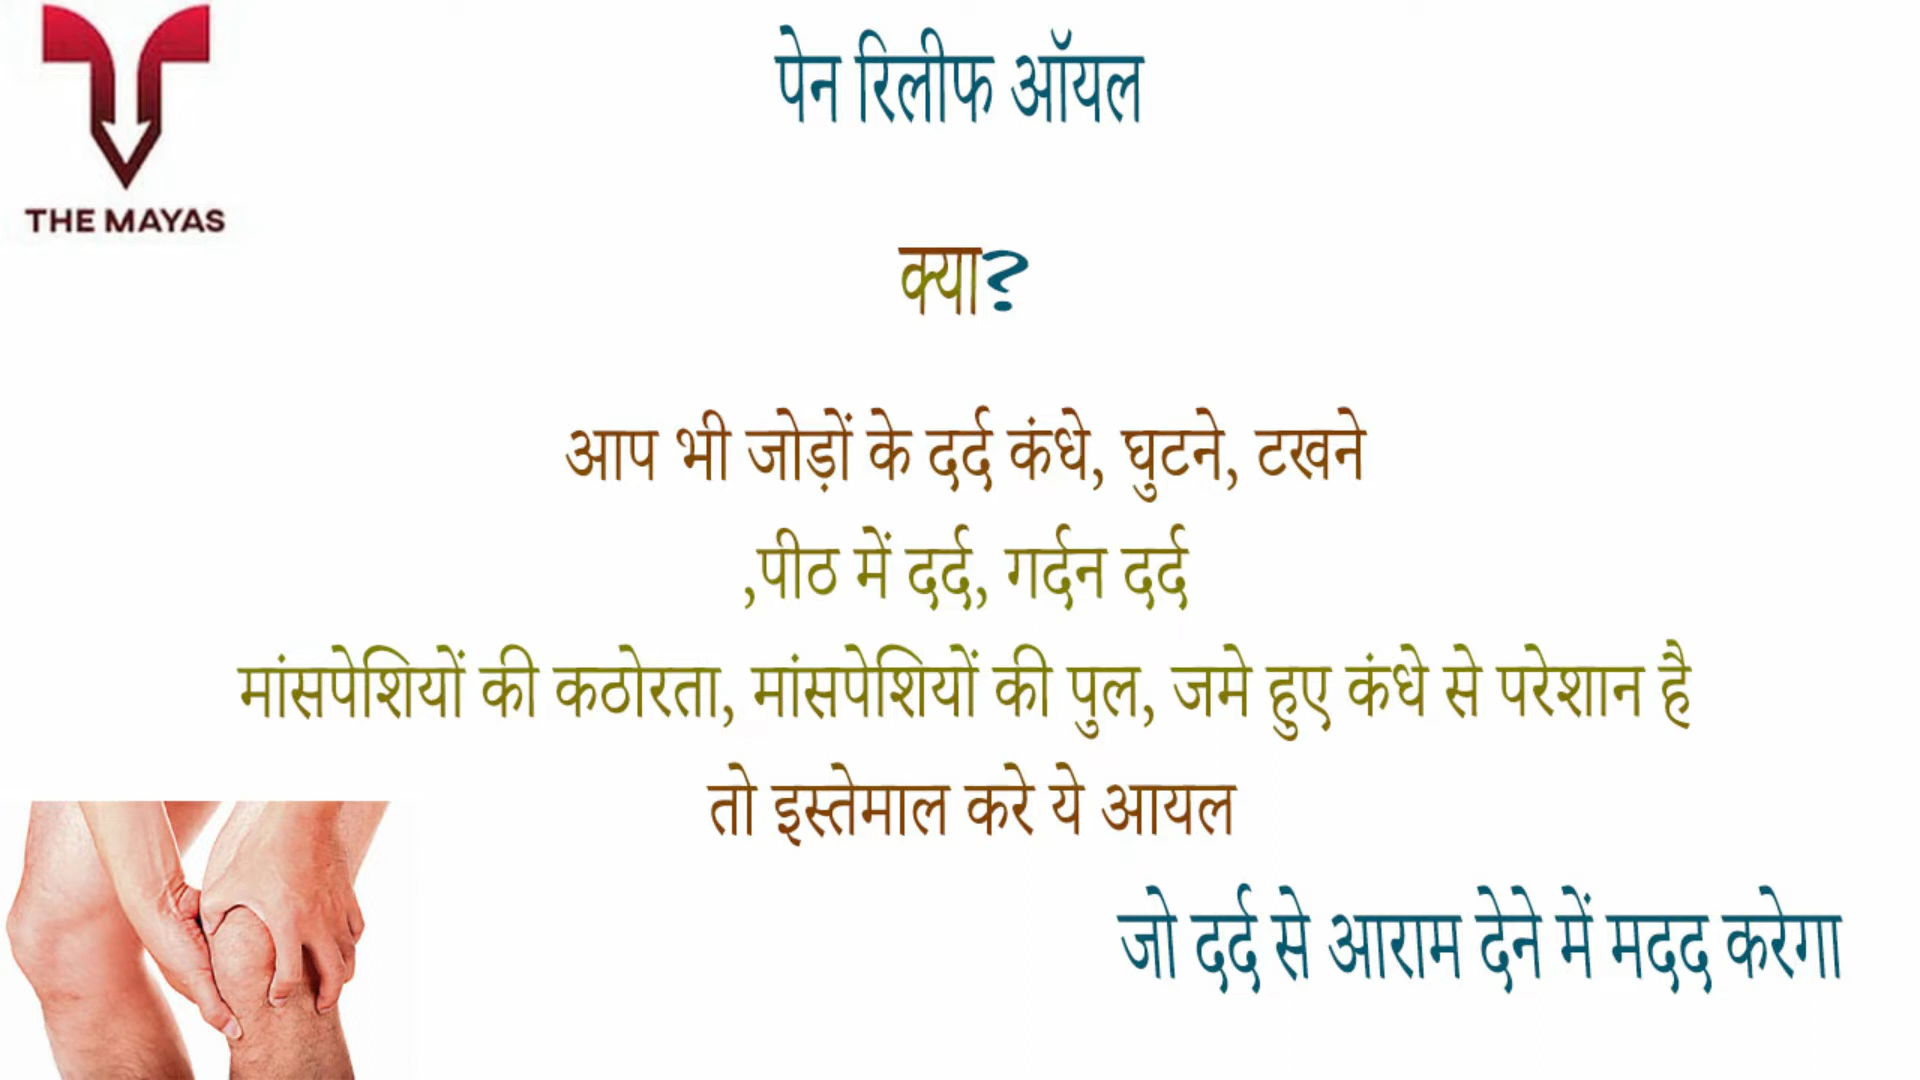 THE MAYAS
पेन रिलीफ ऑयल
क्या?
आप भी जोड़ों के दर्द कंधे, घुटने, टखने
,पीठ में दर्द, गर्दन दर्द
मांसपेशियों की कठोरता, मांसपेशियों की पुल, जमे हुए कंधे से परेशान है
तो इस्तेमाल करे ये आयल
जो दर्द से आराम देने में मदद करेगा